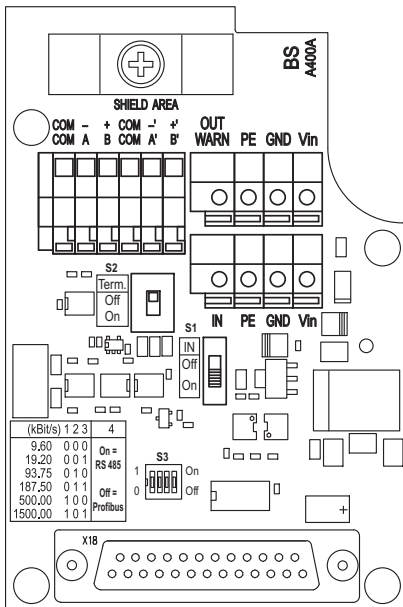 BS
A400A
SHIELD AREA
COM - + COM -' +'
COM A B COM A' B'
OUT
WARN PE GND Vin
IN PE GND Vin
S2
Term.
Off
On
S1
IN
Off
On
(kBit/s) 1 2 3 4
9.60 0 0 0
19.20 0 0 1
93.75 0 1 0
187.50 0 1 1
500.00 1 0 0
1500.00 1 0 1
On =
RS 485
Off =
Profibus
S3
1 On
0 Off
+
X18